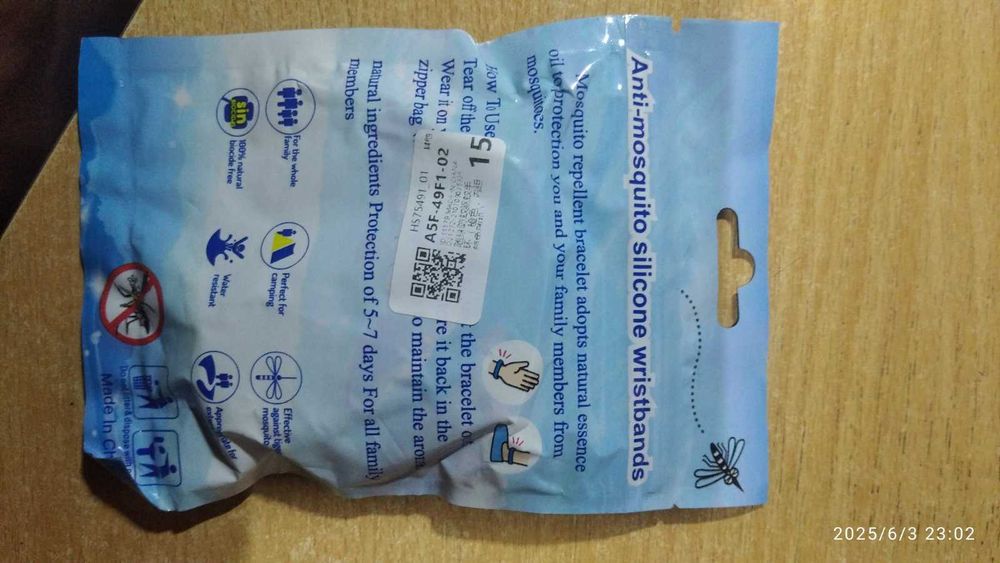 Anti-mosquito silicone wristbands
Mosquito repellent bracelet adopts natural essence
oil to protection you and your family members from
mosquitoes.
How To Use
Tear off the the bracelet
Wear it on re it back in the
zipper bag o maintain the
natural ingredients Protection of 5~7 days For all family
members
15
A5F-49F1-02
HS7S491 01
For the whole
family
Perfect for
camping
Effective
against
mosquito
sin
100% natural
biocide free
Water
resistant
for
Made In
2025/6/3 23:02